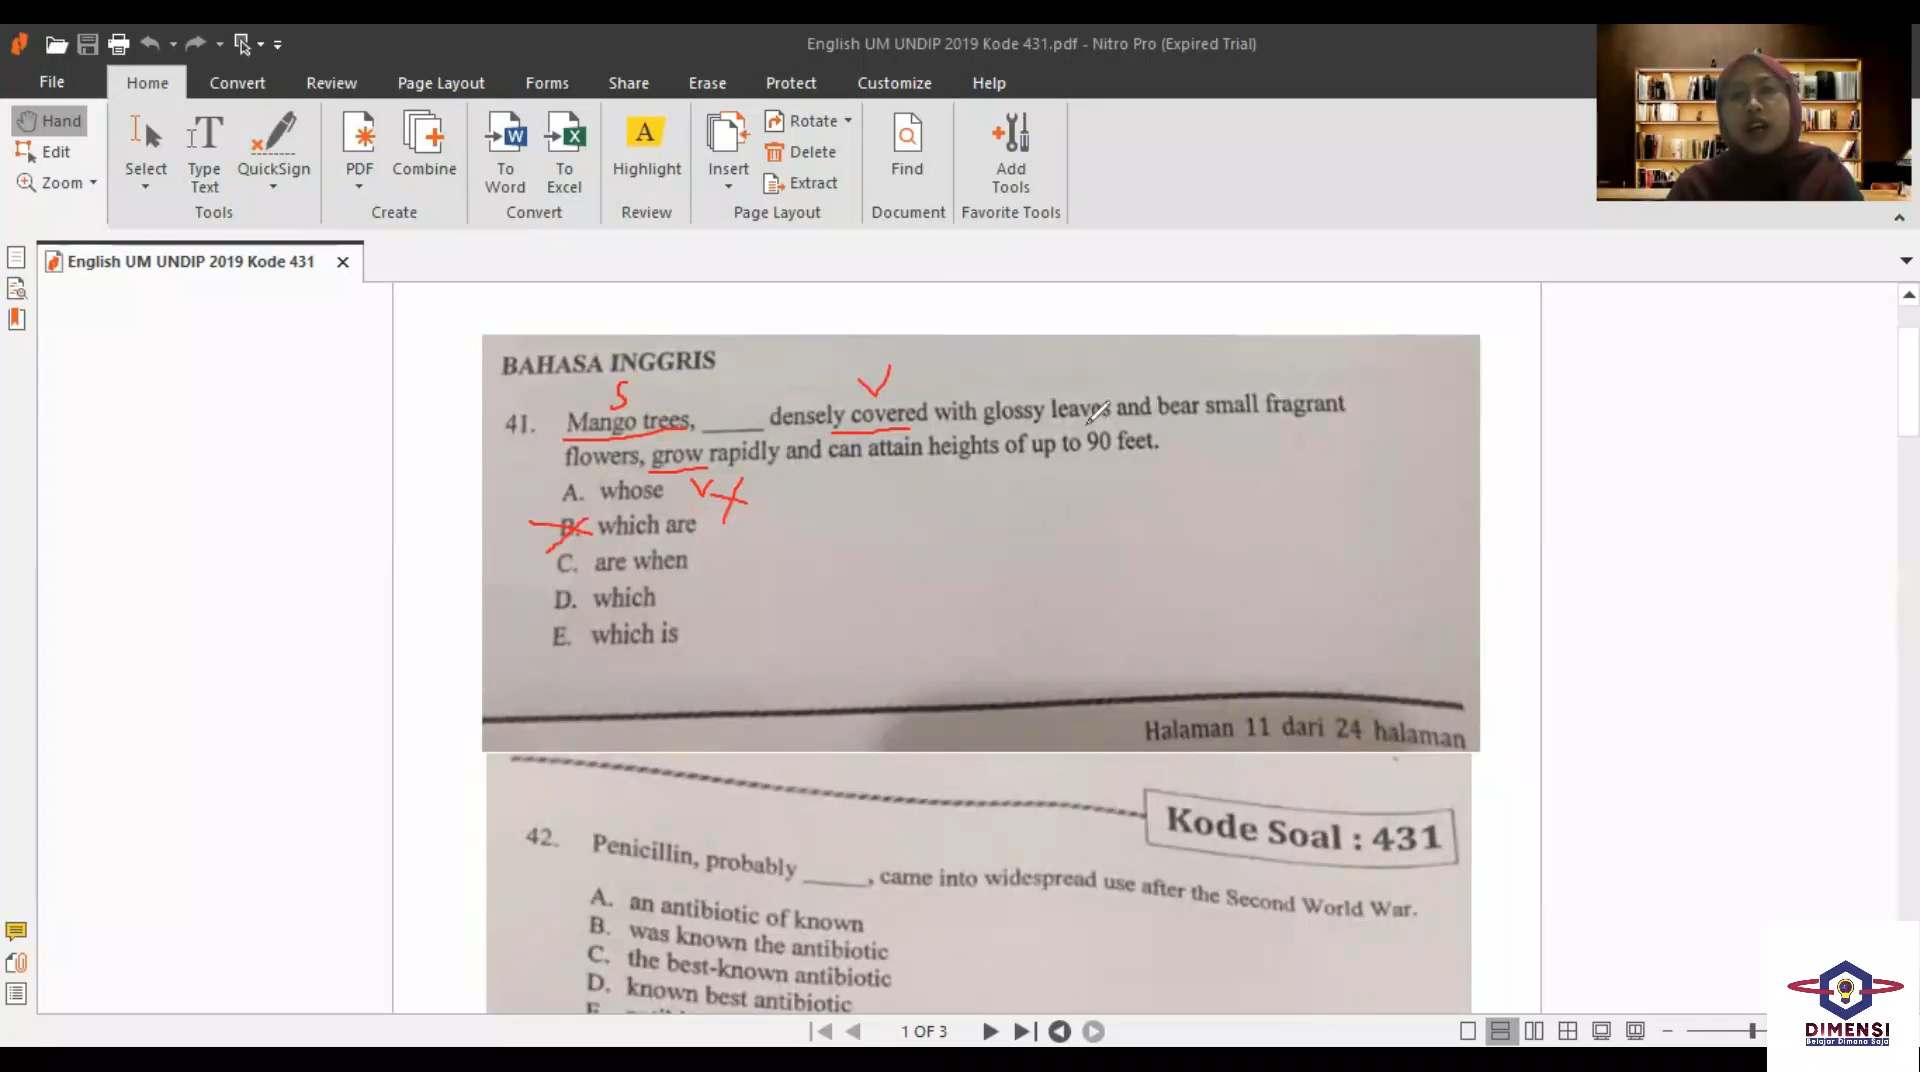 English UM UNDIP 2019 Kode 431.pdf - Nitro Pro (Expired Trial)
File Home Convert Review Page Layout Forms Share Erase Protect Customize Help
Hand
Edit
Zoom
Select
Type Text
QuickSign
Tools
PDF
Combine
Create
To Word
To Excel
Convert
Highlight
Review
Insert
Rotate
Delete
Extract
Page Layout
Find
Document
Add Tools
Favorite Tools
English UM UNDIP 2019 Kode 431
BAHASA INGGRIS
S V
41. Mango trees, _____ densely covered with glossy leaves and bear small fragrant
flowers, grow rapidly and can attain heights of up to 90 feet.
A. whose
V
B. which are
C. are when
D. which
E. which is
Halaman 11 dari 24 halaman
Kode Soal : 431
42. Penicillin, probably _____, came into widespread use after the Second World War.
A. an antibiotic of known
B. was known the antibiotic
C. the best-known antibiotic
D. known best antibiotic
1 OF 3
DIMENSI
Belajar Dimana Saja